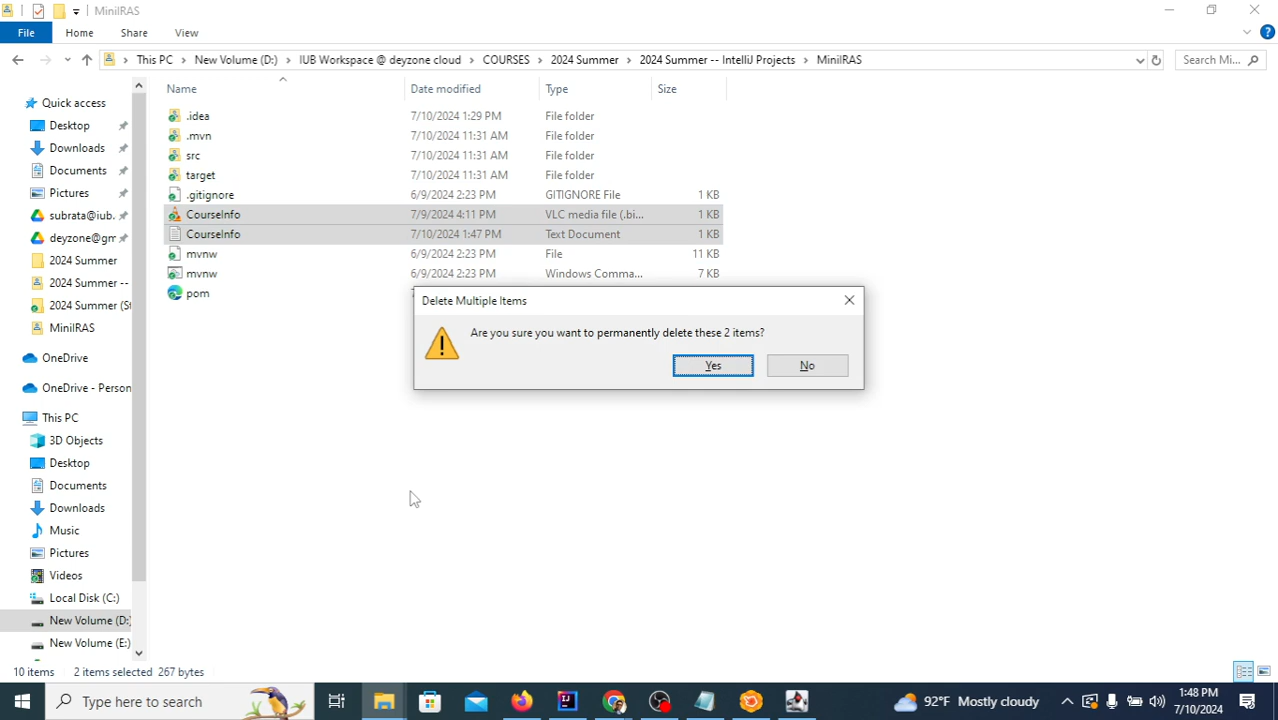 MiniIRAS
File Home Share View
This PC New Volume (D:) IUB Workspace @ deyzone cloud COURSES 2024 Summer 2024 Summer -- IntelliJ Projects MiniIRAS Search Mi...
Name Date modified Type Size
Quick access
Desktop
Downloads
Documents
Pictures
subrata@iub.
deyzone@gm
2024 Summer
2024 Summer --
2024 Summer (St
MiniIRAS
OneDrive
OneDrive - Person
This PC
3D Objects
Desktop
Documents
Downloads
Music
Pictures
Videos
Local Disk (C:)
New Volume (D:)
New Volume (E:)
.idea 7/10/2024 1:29 PM File folder
.mvn 7/10/2024 11:31 AM File folder
src 7/10/2024 11:31 AM File folder
target 7/10/2024 11:31 AM File folder
.gitignore 6/9/2024 2:23 PM GITIGNORE File 1 KB
CourseInfo 7/9/2024 4:11 PM VLC media file (.bi... 1 KB
CourseInfo 7/10/2024 1:47 PM Text Document 1 KB
mvnw 6/9/2024 2:23 PM File 11 KB
mvnw 6/9/2024 2:23 PM Windows Comma... 7 KB
pom
Delete Multiple Items
Are you sure you want to permanently delete these 2 items?
Yes No
10 items 2 items selected 267 bytes
Type here to search 92°F Mostly cloudy 1:48 PM
7/10/2024